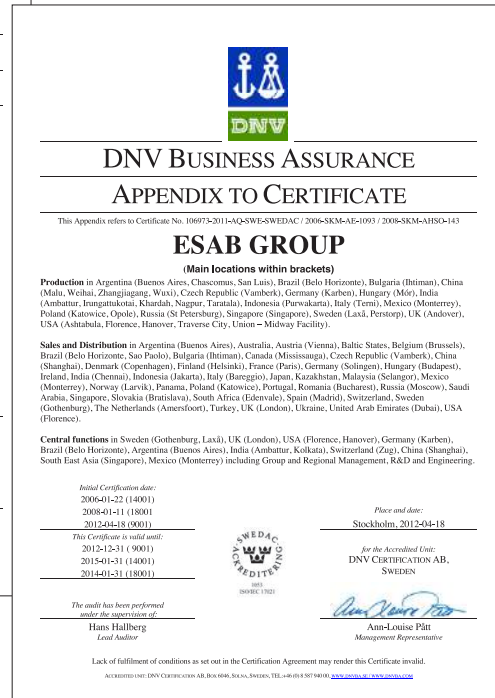 DNV
DNV BUSINESS ASSURANCE
APPENDIX TO CERTIFICATE
This Appendix refers to Certificate No. 106973-2011-AQ-SWE-SWEDAC / 2006-SKM-AE-1093 / 2008-SKM-AHSO-143
ESAB GROUP
(Main locations within brackets)
Production in Argentina (Buenos Aires, Chascomus, San Luis), Brazil (Belo Horizonte), Bulgaria (Ihtiman), China
(Malu, Weihai, Zhangjiagang, Wuxi), Czech Republic (Vamberk), Germany (Karben), Hungary (Mór), India
(Ambattur, Irungattukotai, Khardah, Nagpur, Taratala), Indonesia (Purwakarta), Italy (Terni), Mexico (Monterrey),
Poland (Katowice, Opole), Russia (St Petersburg), Singapore (Singapore), Sweden (Laxå, Perstorp), UK (Andover),
USA (Ashtabula, Florence, Hanover, Traverse City, Union – Midway Facility).
Sales and Distribution in Argentina (Buenos Aires), Australia, Austria (Vienna), Baltic States, Belgium (Brussels),
Brazil (Belo Horizonte, Sao Paolo), Bulgaria (Ihtiman), Canada (Mississauga), Czech Republic (Vamberk), China
(Shanghai), Denmark (Copenhagen), Finland (Helsinki), France (Paris), Germany (Solingen), Hungary (Budapest),
Ireland, India (Chennai), Indonesia (Jakarta), Italy (Bareggio), Japan, Kazakhstan, Malaysia (Selangor), Mexico
(Monterrey), Norway (Larvik), Panama, Poland (Katowice), Portugal, Romania (Bucharest), Russia (Moscow), Saudi
Arabia, Singapore, Slovakia (Bratislava), South Africa (Edenvale), Spain (Madrid), Switzerland, Sweden
(Gothenburg), The Netherlands (Amersfoort), Turkey, UK (London), Ukraine, United Arab Emirates (Dubai), USA
(Florence).
Central functions in Sweden (Gothenburg, Laxå), UK (London), USA (Florence, Hanover), Germany (Karben),
Brazil (Belo Horizonte), Argentina (Buenos Aires), India (Ambattur, Kolkata), Switzerland (Zug), China (Shanghai),
South East Asia (Singapore), Mexico (Monterrey) including Group and Regional Management, R&D and Engineering.
Initial Certification date:
2006-01-22 (14001)
2008-01-11 (18001
2012-04-18 (9001)
This Certificate is valid until:
2012-12-31 ( 9001)
2015-01-31 (14001)
2014-01-31 (18001)
The audit has been performed
under the supervision of:
Hans Hallberg
Lead Auditor
SWEDAC
ACKREDITERING
1053
ISO/IEC 17021
Place and date:
Stockholm, 2012-04-18
for the Accredited Unit:
DNV CERTIFICATION AB,
SWEDEN
Ann-Louise Pått
Ann-Louise Pått
Management Representative
Lack of fulfilment of conditions as set out in the Certification Agreement may render this Certificate invalid.
ACCREDITED UNIT: DNV CERTIFICATION AB, BOX 6046, SOLNA, SWEDEN, TEL:+46 (0) 8 587 940 00, WWW.DNVBA.SE / WWW.DNVBA.COM